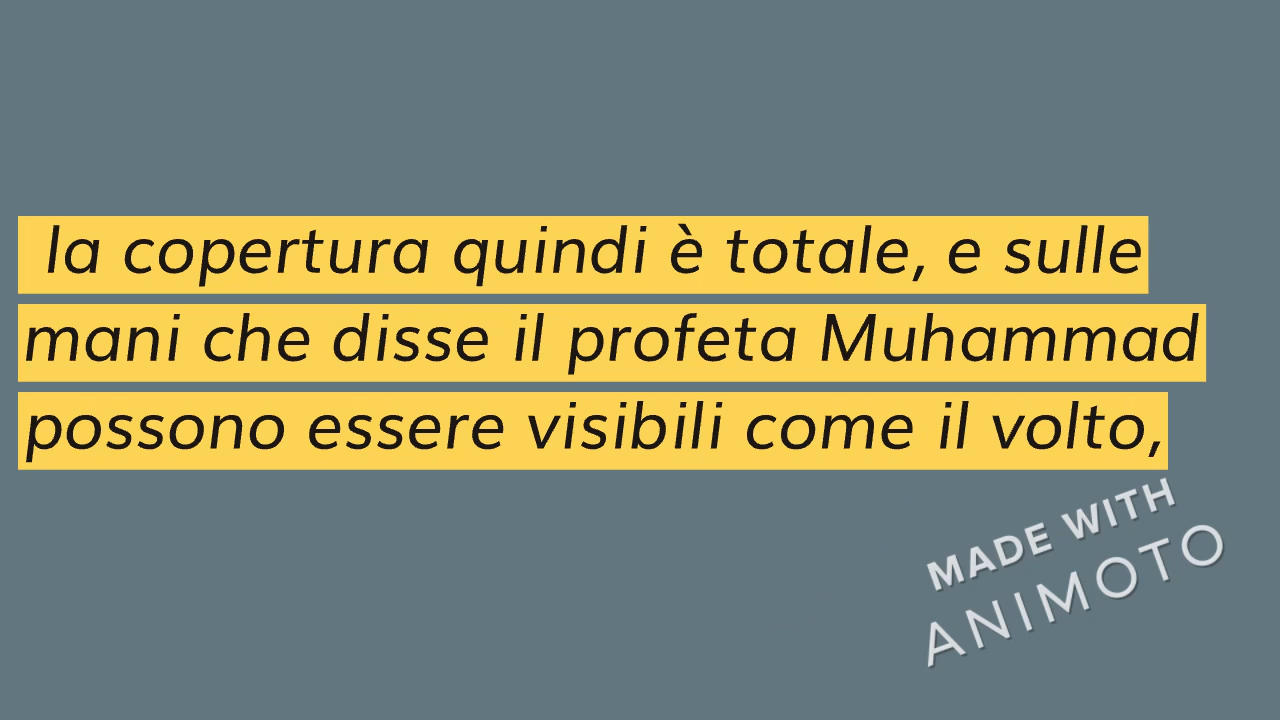 la copertura quindi è totale, e sulle
mani che disse il profeta Muhammad
possono essere visibili come il volto,
MADE WITH
ANIMOTO